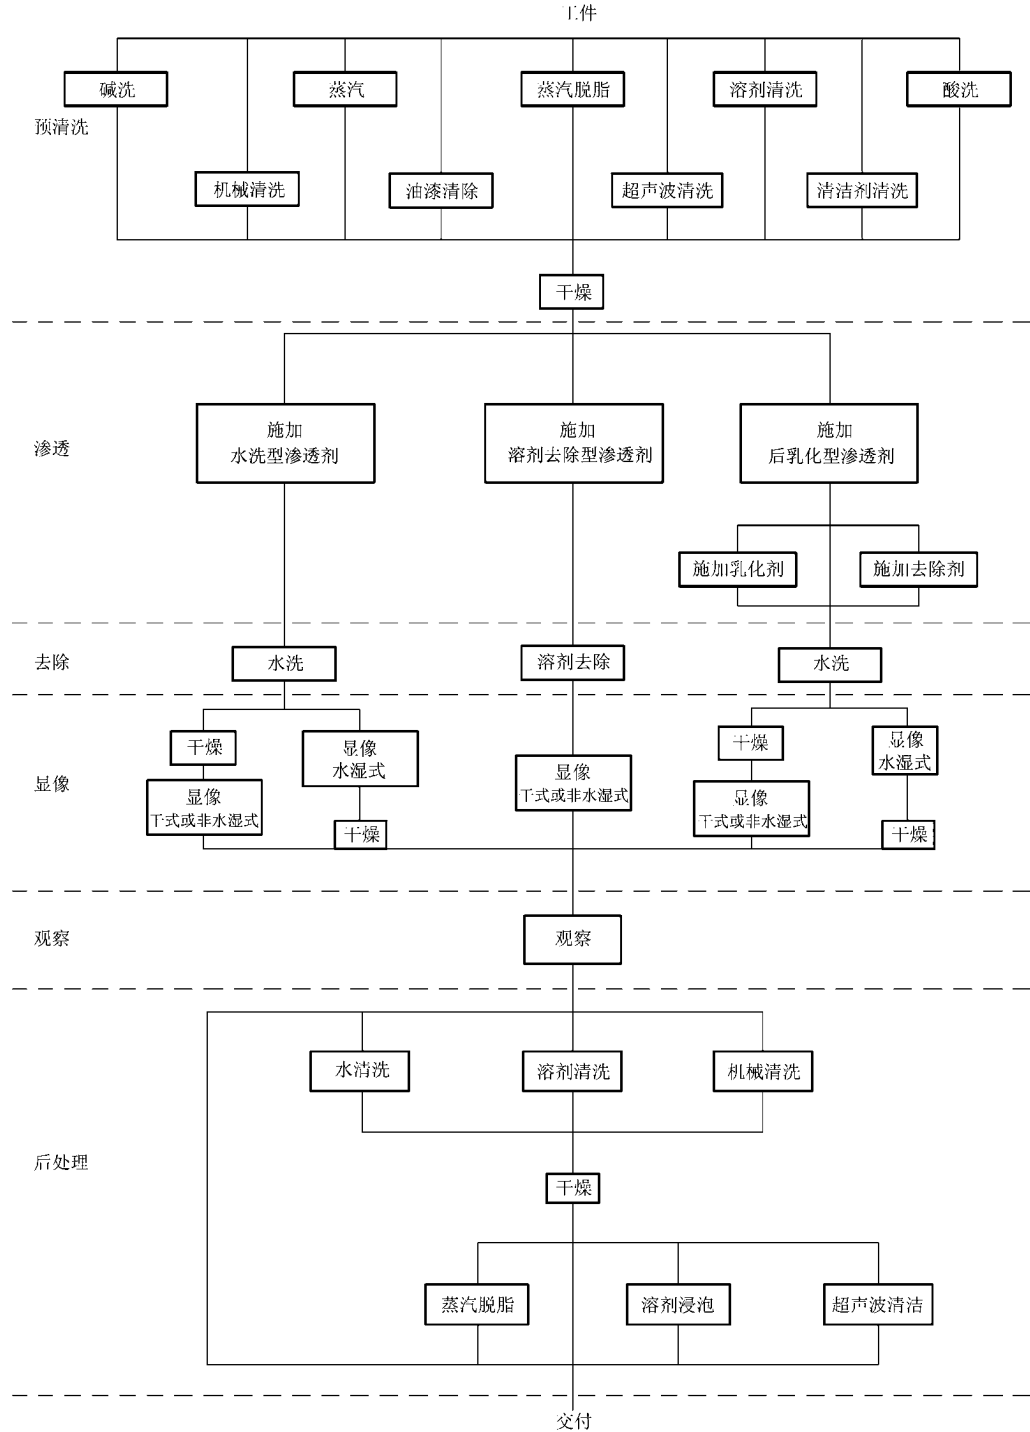 工件
碱洗
蒸汽
蒸汽脱脂
溶剂清洗
酸洗
预清洗
机械清洗
油漆清除
超声波清洗
清洁剂清洗
干燥
渗透
施加
水洗型渗透剂
施加
溶剂去除型渗透剂
施加
后乳化型渗透剂
施加乳化剂
施加去除剂
去除
水洗
溶剂去除
水洗
显像
干燥
显像
水湿式
显像
干式或非水湿式
干燥
显像
干式或非水湿式
干燥
显像
水湿式
显像
干式或非水湿式
干燥
观察
观察
后处理
水清洗
溶剂清洗
机械清洗
干燥
蒸汽脱脂
溶剂浸泡
超声波清洁
交付